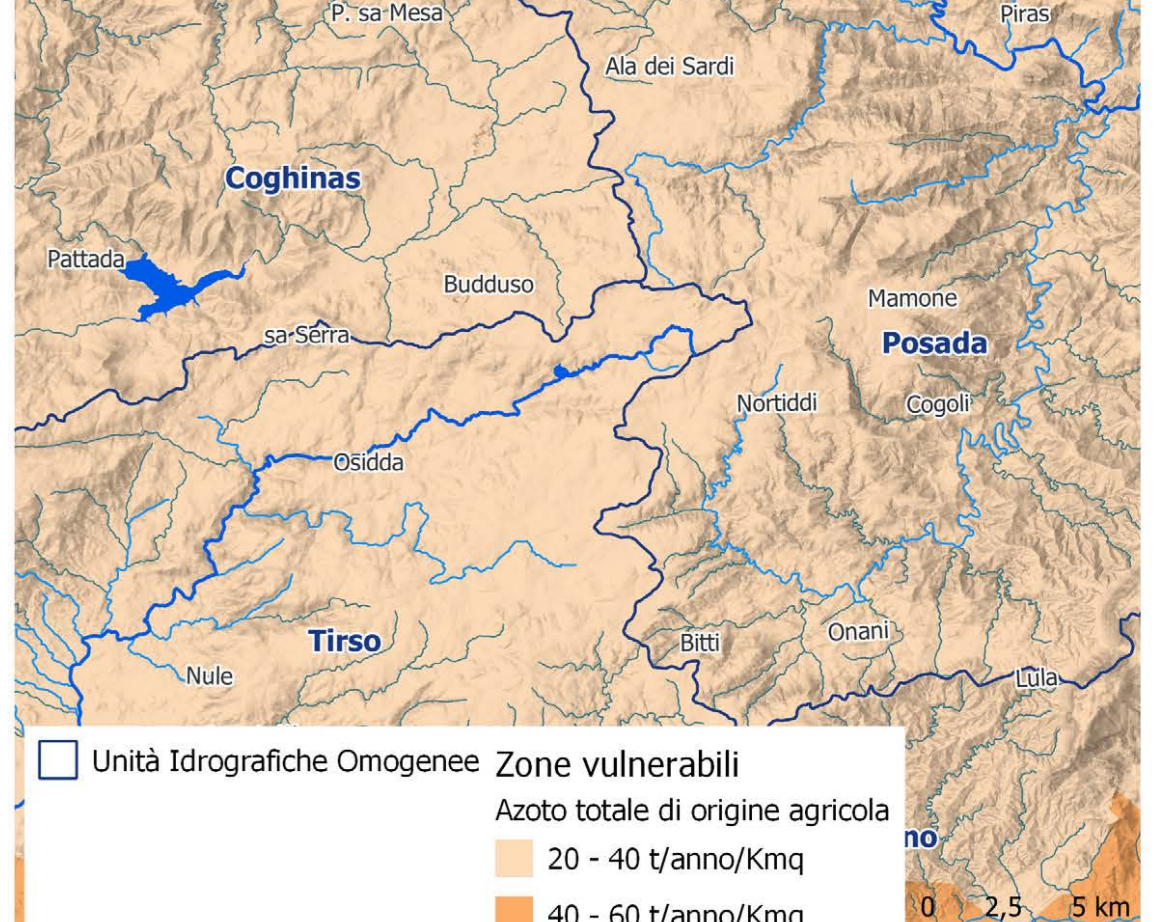 P. sa Mesa
Piras
Ala dei Sardi
Coghinas
Pattada
Budduso
Mamone
sa Serra
Posada
Nortiddi
Cogoli
Osidda
Tirso
Bitti
Onani
Nule
Lula
Unità Idrografiche Omogenee
Zone vulnerabili
Azoto totale di origine agricola
no
20 - 40 t/anno/Kmq
40 - 60 t/anno/Kmq
0 2,5 5 km